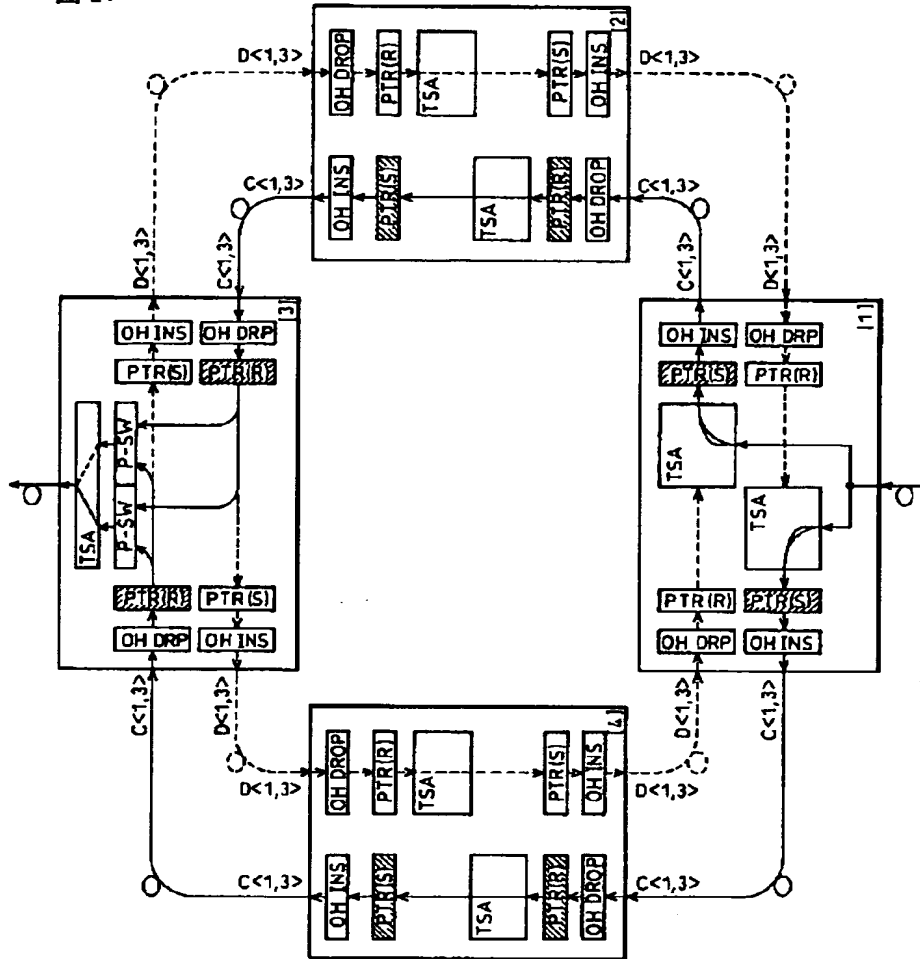 図
[2]
D<1,3>
OH DROP
PTR(R)
TSA
PTR(S)
OH INS
D<1,3>
C<1,3>
OH INS
PTR(S)
TSA
PTR(R)
OH DROP
C<1,3>
D<1,3>
C<1,3>
[3]
OH INS
OH DRP
PTR(S)
PTR(R)
TSA
P-SW
P-SW
PTR(R)
PTR(S)
OH DRP
OH INS
C<1,3>
D<1,3>
C<1,3>
D<1,3>
[1]
OH INS
OH DRP
PTR(S)
PTR(R)
TSA
TSA
PTR(R)
PTR(S)
OH DRP
OH INS
D<1,3>
C<1,3>
[4]
D<1,3>
OH DROP
PTR(R)
TSA
PTR(S)
OH INS
D<1,3>
C<1,3>
OH INS
PTR(S)
TSA
PTR(R)
OH DROP
C<1,3>